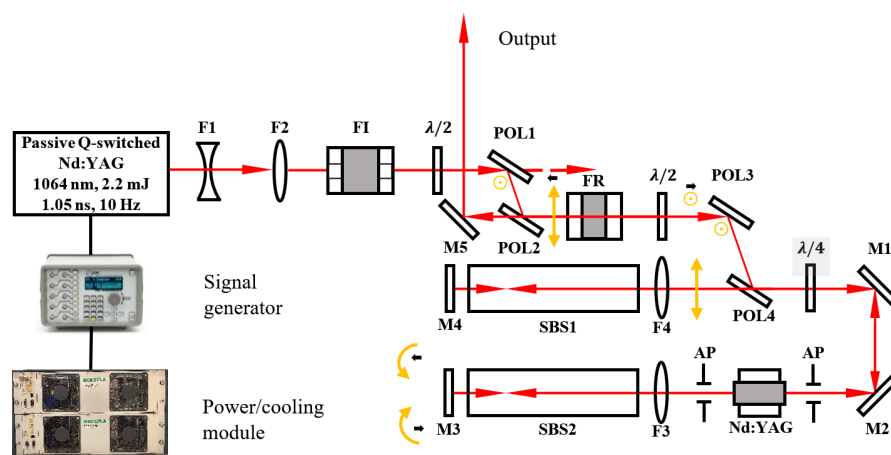 Output
F1
F2
FI
λ/2
POL1
Passive Q-switched
Nd:YAG
1064 nm, 2.2 mJ
1.05 ns, 10 Hz
FR
λ/2
POL3
M5
POL2
λ/4
M1
Signal
generator
M4
SBS1
F4
POL4
AP
AP
Power/cooling
module
M3
SBS2
F3
Nd:YAG
M2